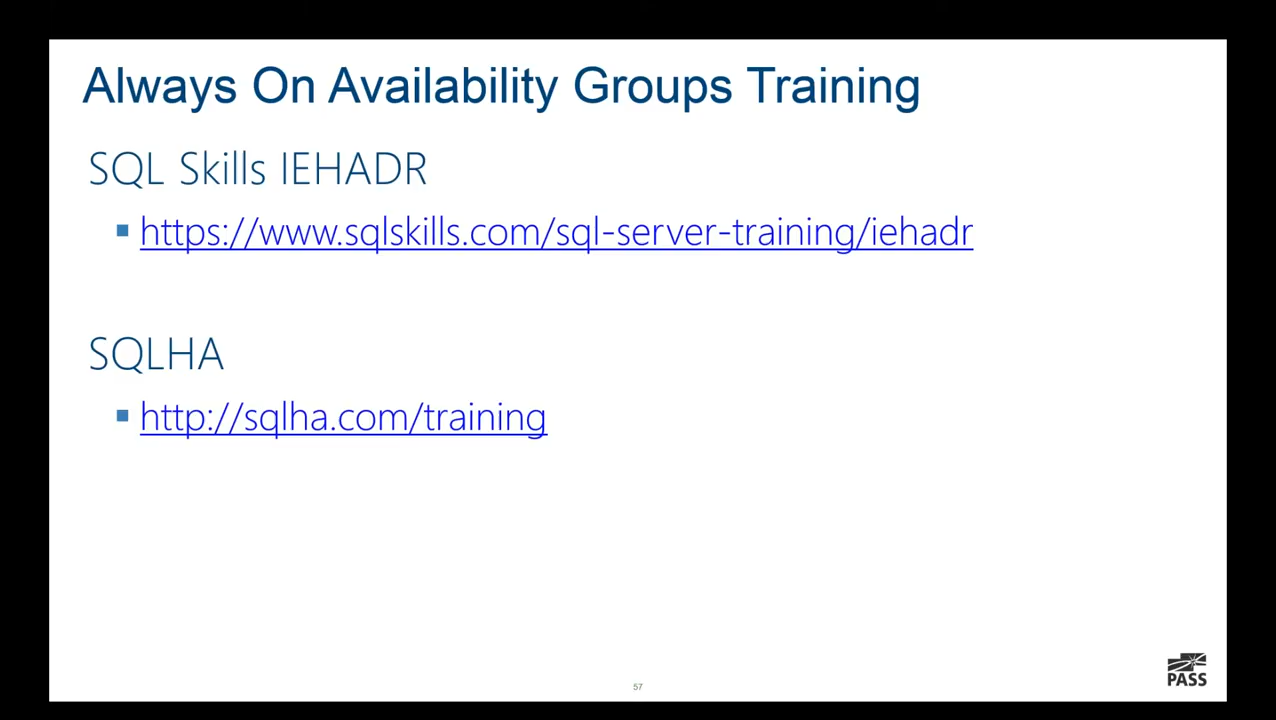 Always On Availability Groups Training
SQL Skills IEHADR
https://www.sqlskills.com/sql-server-training/iehadr
SQLHA
http://sqlha.com/training
57
PASS